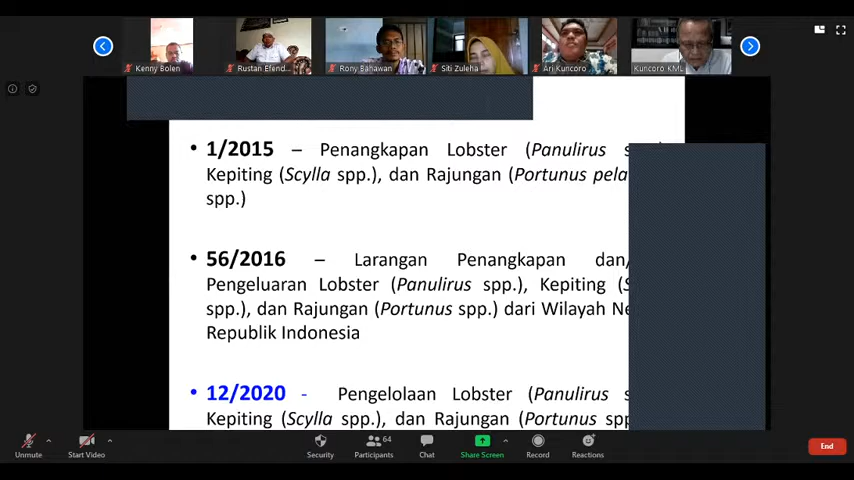 Kenny Bolen
Rustan Efend...
Rony Bahawan
Siti Zuleha
Ari Kuncoro
Kuncoro KML
• 1/2015 – Penangkapan Lobster (Panulirus
Kepiting (Scylla spp.), dan Rajungan (Portunus pela
spp.)
• 56/2016 – Larangan Penangkapan dan/
Pengeluaran Lobster (Panulirus spp.), Kepiting (S
spp.), dan Rajungan (Portunus spp.) dari Wilayah Ne
Republik Indonesia
• 12/2020 - Pengelolaan Lobster (Panulirus s
Kepiting (Scylla spp.), dan Rajungan (Portunus spp
64
Unmute
Start Video
Security
Participants
Chat
Share Screen
Record
Reactions
End